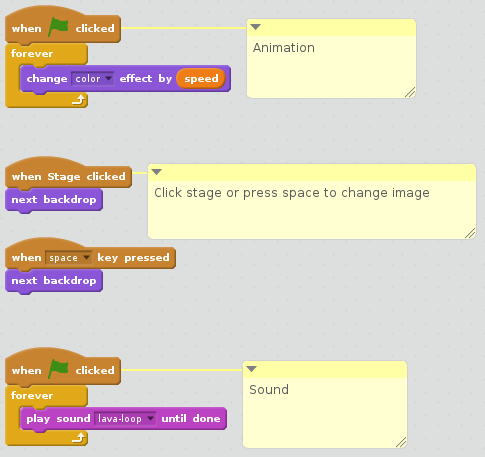 when clicked
Animation
forever
change color effect by speed
when Stage clicked
Click stage or press space to change image
next backdrop
when space key pressed
next backdrop
when clicked
Sound
forever
play sound lava-loop until done